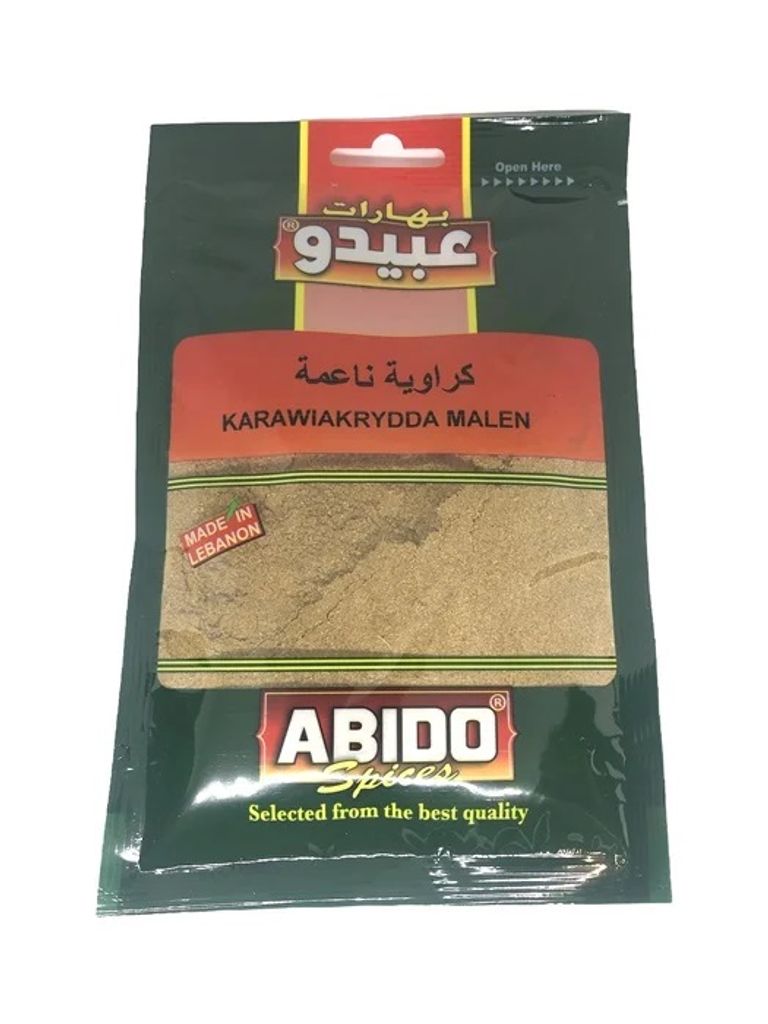 Open Here
بهارات
عبيدو®
كراوية ناعمة
KARAWIAKRYDDA MALEN
MADE IN
LEBANON
ABIDO®
Spices
Selected from the best quality